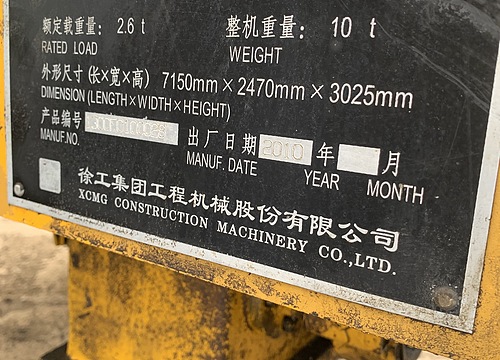 额定载重量: 2.6 t 整机重量: 10 t
RATED LOAD WEIGHT
外形尺寸 (长×宽×高) 7150mm×2470mm×3025mm
DIMENSION (LENGTH×WIDTH×HEIGHT)
产品编号 出厂日期 2010 年 月
MANUF.NO. MANUF. DATE YEAR MONTH
徐工集团工程机械股份有限公司
XCMG CONSTRUCTION MACHINERY CO.,LTD.